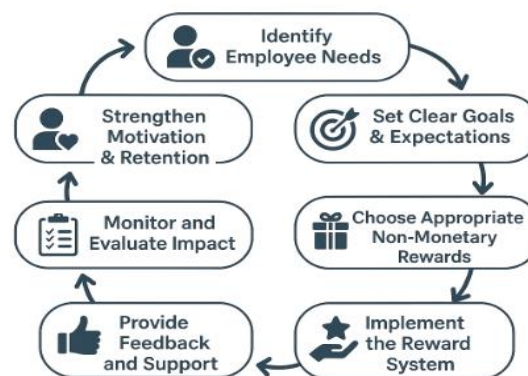 Identify
Employee Needs
Set Clear Goals
& Expectations
Choose Appropriate
Non-Monetary
Rewards
Implement
the Reward
System
Provide
Feedback
and Support
Monitor and
Evaluate Impact
Strengthen
Motivation
& Retention